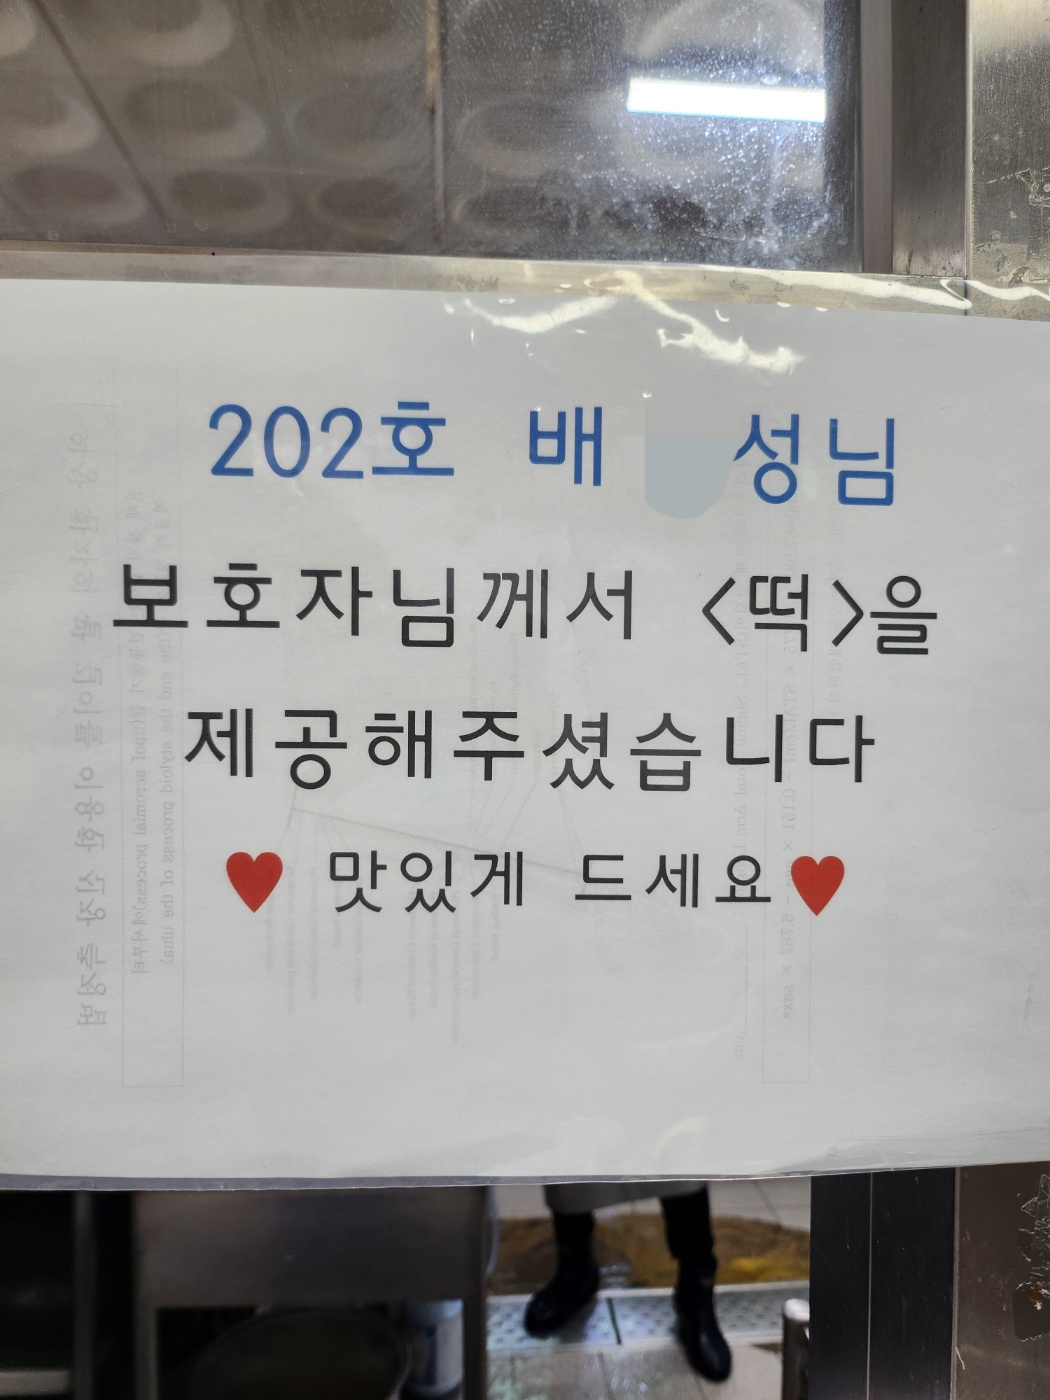 202호 배 성님
보호자님께서 <떡>을
제공해주셨습니다
♥ 맛있게 드세요♥